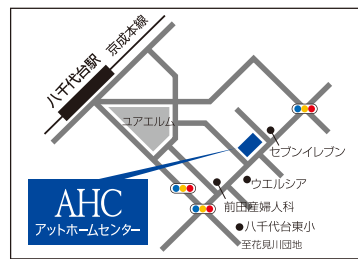 京成本線
八千代台駅
ユアエルム
セブンイレブン
ウエルシア
AHC
アットホームセンター
前田産婦人科
八千代台東小
至花見川団地